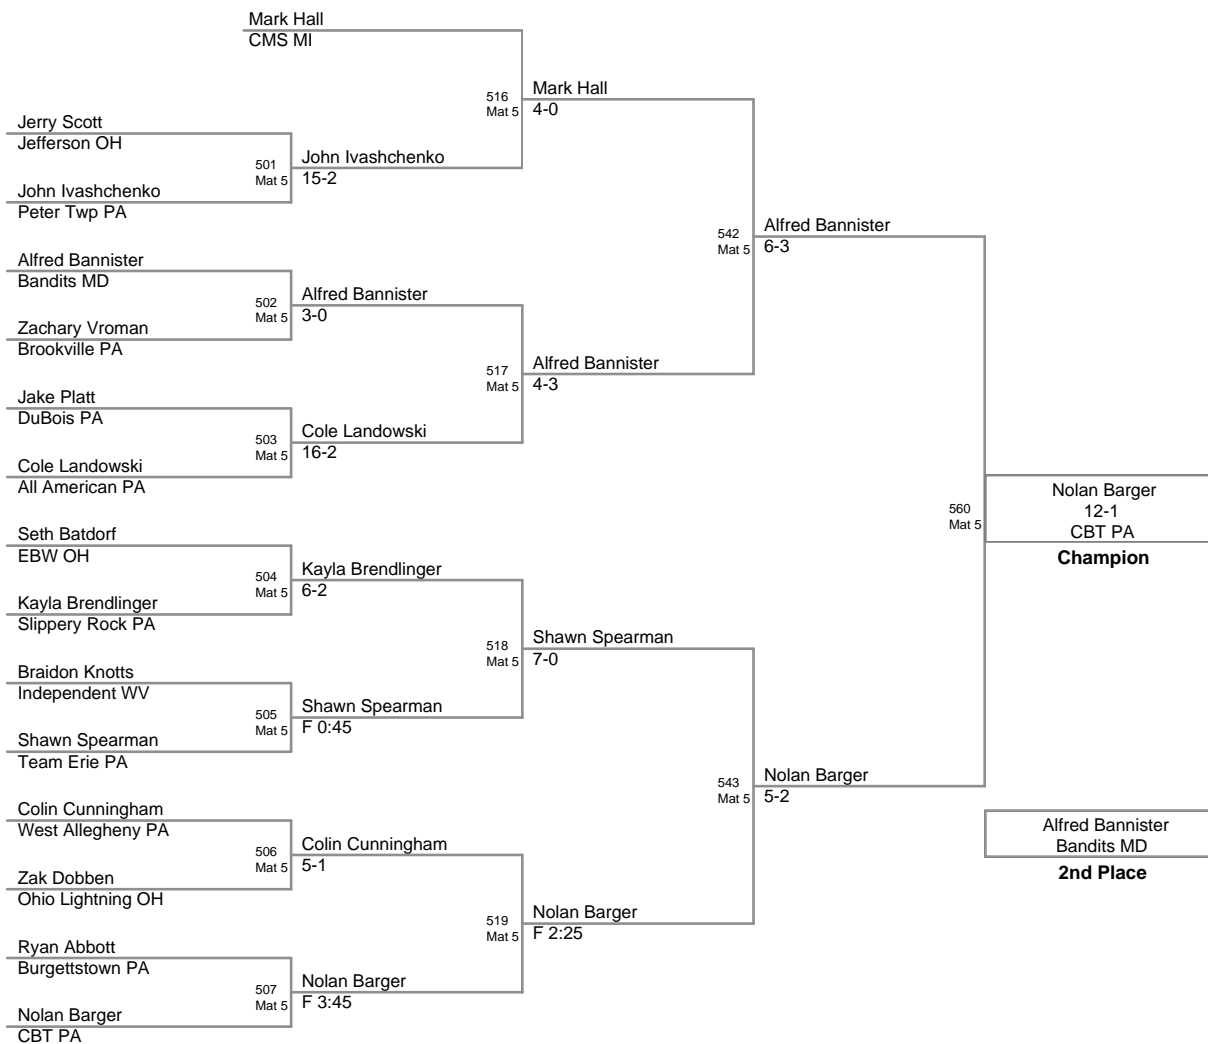 Mark Hall
CMS MI
516
Mat 5
Mark Hall
4-0
Jerry Scott
Jefferson OH
501
Mat 5
John Ivashchenko
15-2
John Ivashchenko
Peter Twp PA
542
Mat 5
Alfred Bannister
6-3
Alfred Bannister
Bandits MD
502
Mat 5
Alfred Bannister
3-0
Zachary Vroman
Brookville PA
517
Mat 5
Alfred Bannister
4-3
Jake Platt
DuBois PA
503
Mat 5
Cole Landowski
16-2
Cole Landowski
All American PA
560
Mat 5
Nolan Barger
12-1
CBT PA
Champion
Seth Batdorf
EBW OH
504
Mat 5
Kayla Brendlinger
6-2
Kayla Brendlinger
Slippery Rock PA
518
Mat 5
Shawn Spearman
7-0
Braidon Knotts
Independent WV
505
Mat 5
Shawn Spearman
F 0:45
Shawn Spearman
Team Erie PA
543
Mat 5
Nolan Barger
5-2
Colin Cunningham
West Allegheny PA
506
Mat 5
Colin Cunningham
5-1
Zak Dobben
Ohio Lightning OH
Alfred Bannister
Bandits MD
2nd Place
519
Mat 5
Nolan Barger
F 2:25
Ryan Abbott
Burgettstown PA
507
Mat 5
Nolan Barger
F 3:45
Nolan Barger
CBT PA